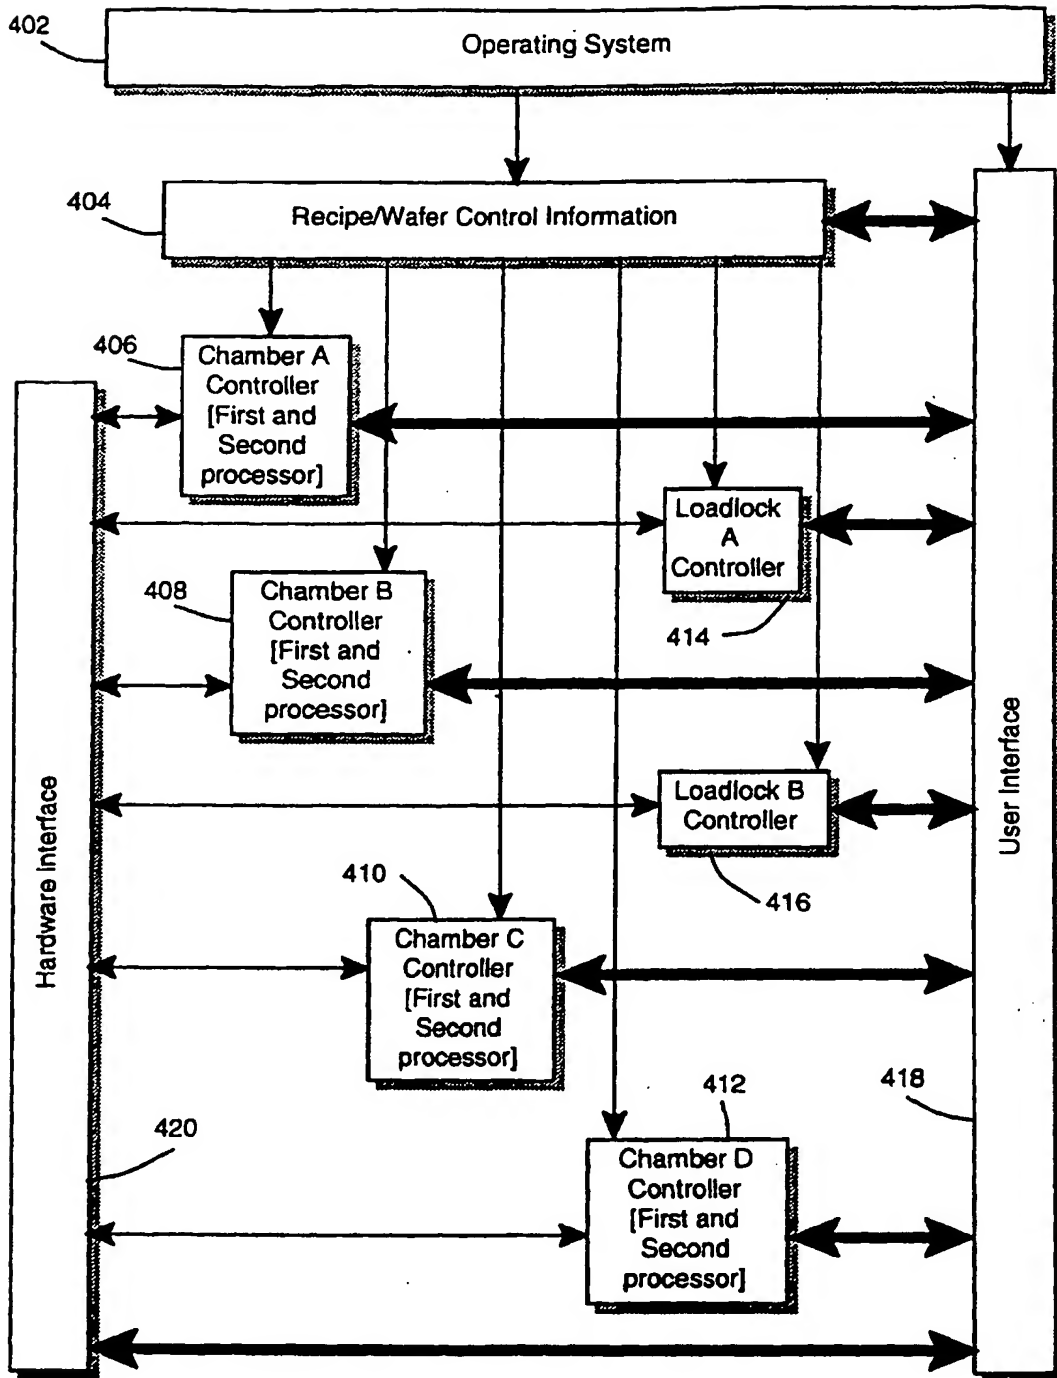 402
Operating System
404
Recipe/Wafer Control Information
406
Chamber A
Controller
[First and
Second
processor]
Loadlock
A
Controller
414
408
Chamber B
Controller
[First and
Second
processor]
Hardware Interface
User Interface
Loadlock B
Controller
416
410
Chamber C
Controller
[First and
Second
processor]
418
412
420
Chamber D
Controller
[First and
Second
processor]